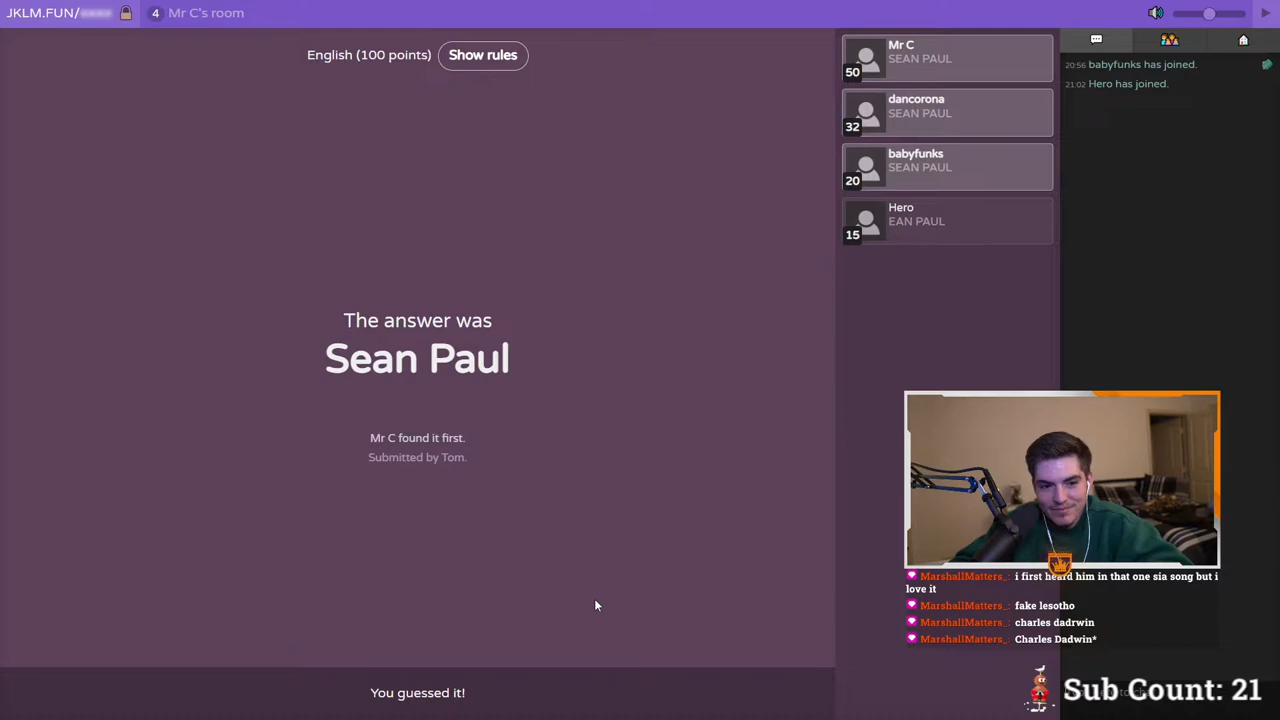 JKLM.FUN/
4 Mr C's room
English (100 points) Show rules
The answer was
Sean Paul
Mr C found it first.
Submitted by Tom.
You guessed it!
Mr C
SEAN PAUL
50
dancorona
SEAN PAUL
32
babyfunks
SEAN PAUL
20
Hero
EAN PAUL
15
20:56 babyfunks has joined.
21:02 Hero has joined.
MarshallMatters_: i first heard him in that one sia song but i
love it
MarshallMatters_: fake lesotho
MarshallMatters_: charles dadrwin
MarshallMatters_: Charles Dadwin*
Sub Count: 21